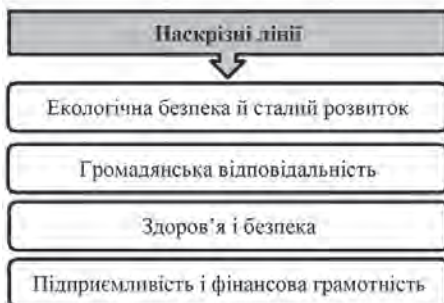 Наскрізні лінії
Екологічна безпека й сталий розвиток
Громадянська відповідальність
Здоров’я і безпека
Підприємливість і фінансова грамотність